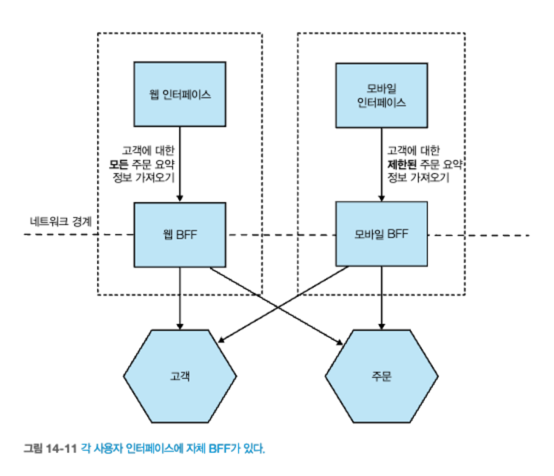 웹 인터페이스
모바일
인터페이스
고객에 대한
모든 주문 요약
정보 가져오기
고객에 대한
제한된 주문 요약
정보 가져오기
네트워크 경계
웹 BFF
모바일 BFF
고객
주문
그림 14-11 각 사용자 인터페이스에 자체 BFF가 있다.